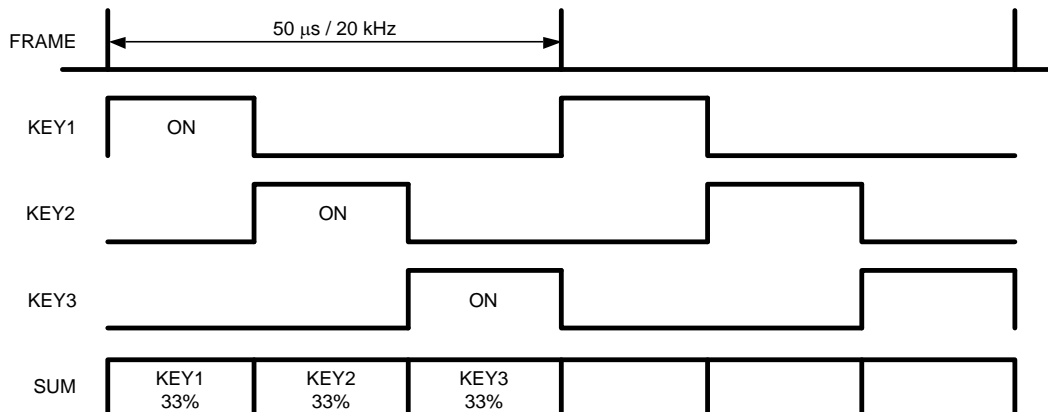 50 μs / 20 kHz
FRAME
KEY1
ON
KEY2
ON
KEY3
ON
SUM
KEY1
33%
KEY2
33%
KEY3
33%